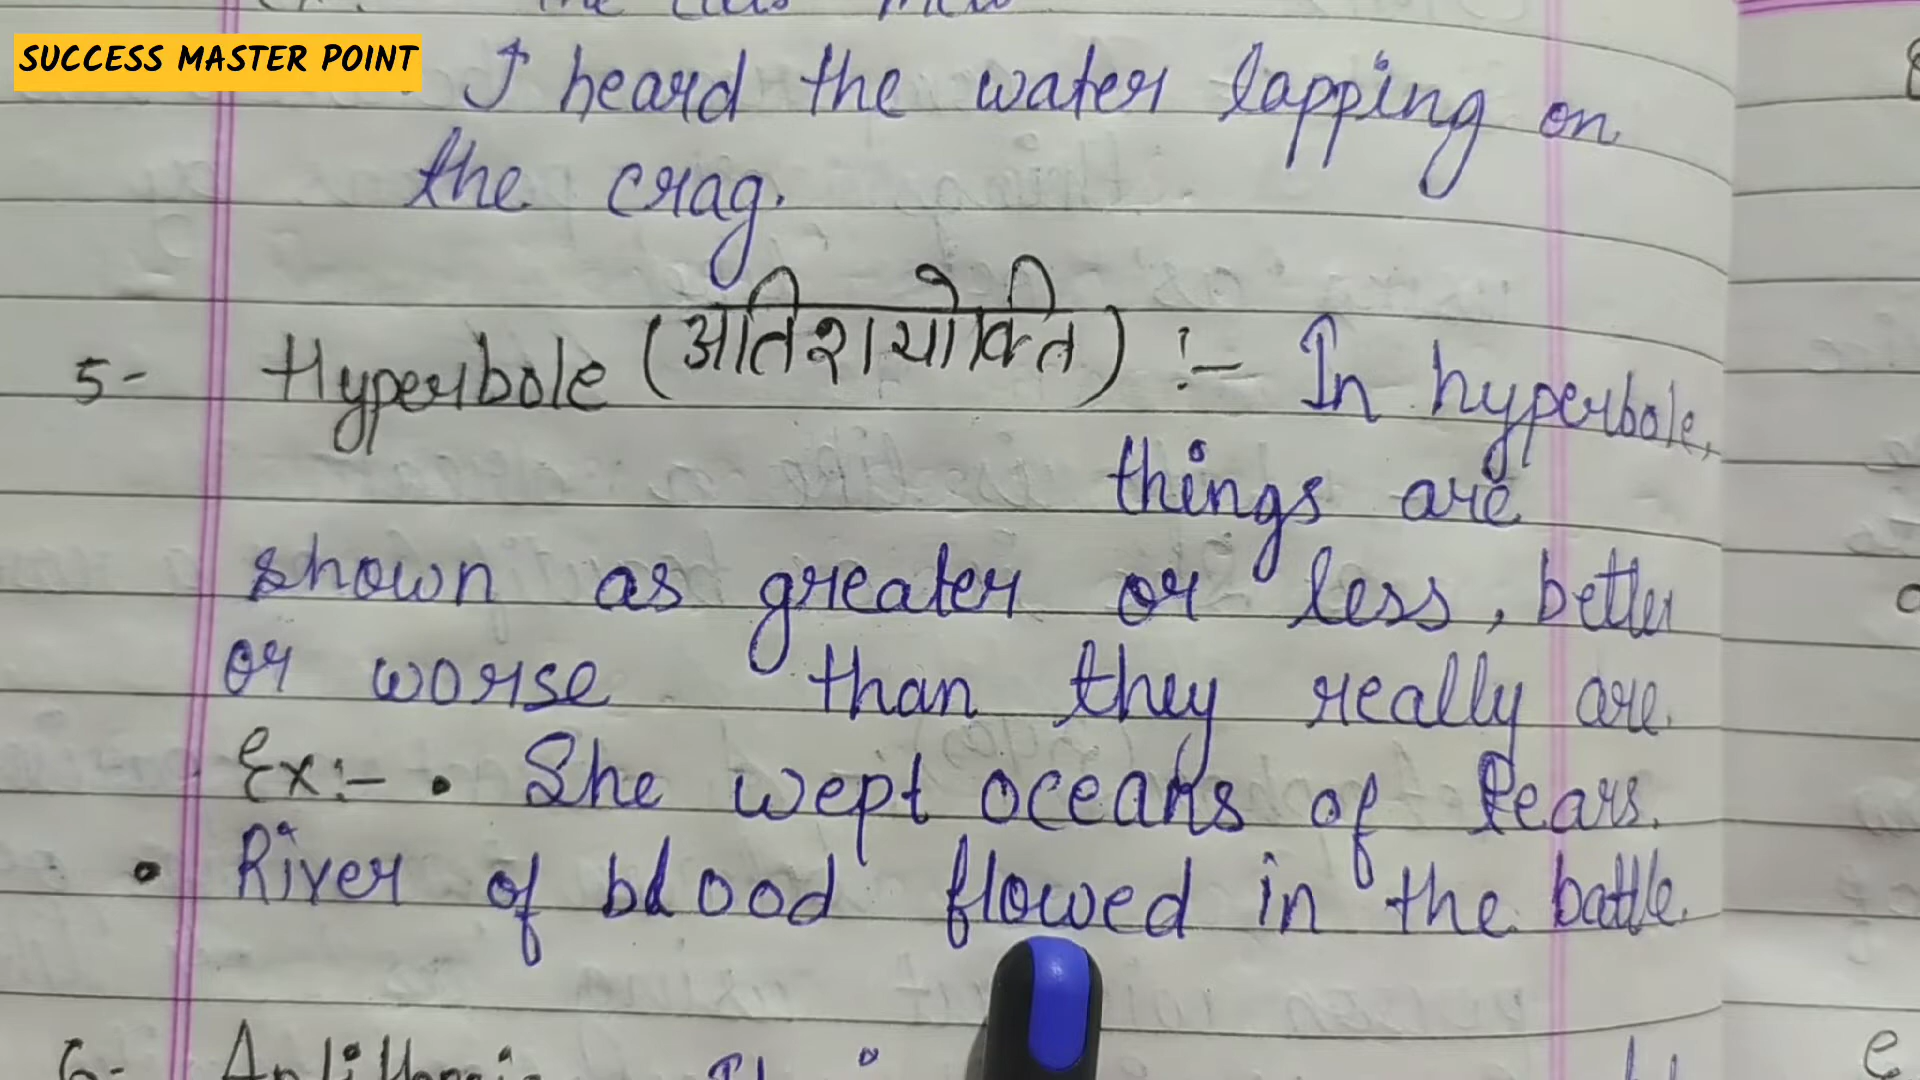 SUCCESS MASTER POINT
I heard the water lapping on
the crag.
5- Hyperbole (अतिशयोक्ति) :- In hyperbole,
things are
shown as greater or less, better
or worse than they really are.
Ex:- • She wept oceans of tears.
• River of blood flowed in the battle.
6-